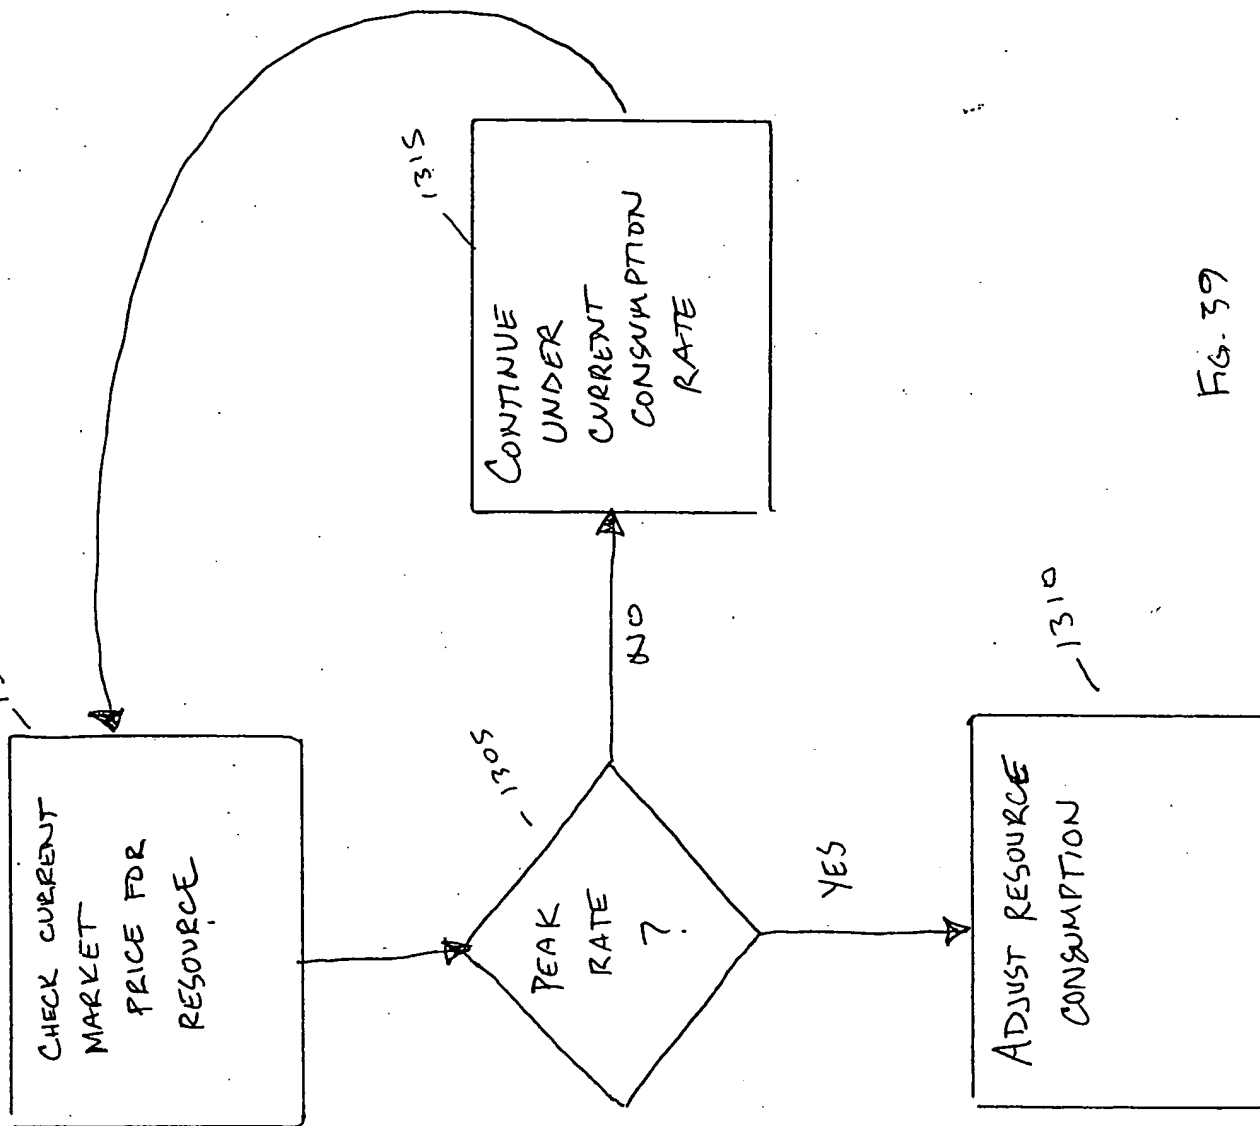 CHECK CURRENT
MARKET
PRICE FOR
RESOURCE
1305
PEAK
RATE
?
NO
1315
CONTINUE
UNDER
CURRENT
CONSUMPTION
RATE
YES
1310
ADJUST RESOURCE
CONSUMPTION
FIG. 39